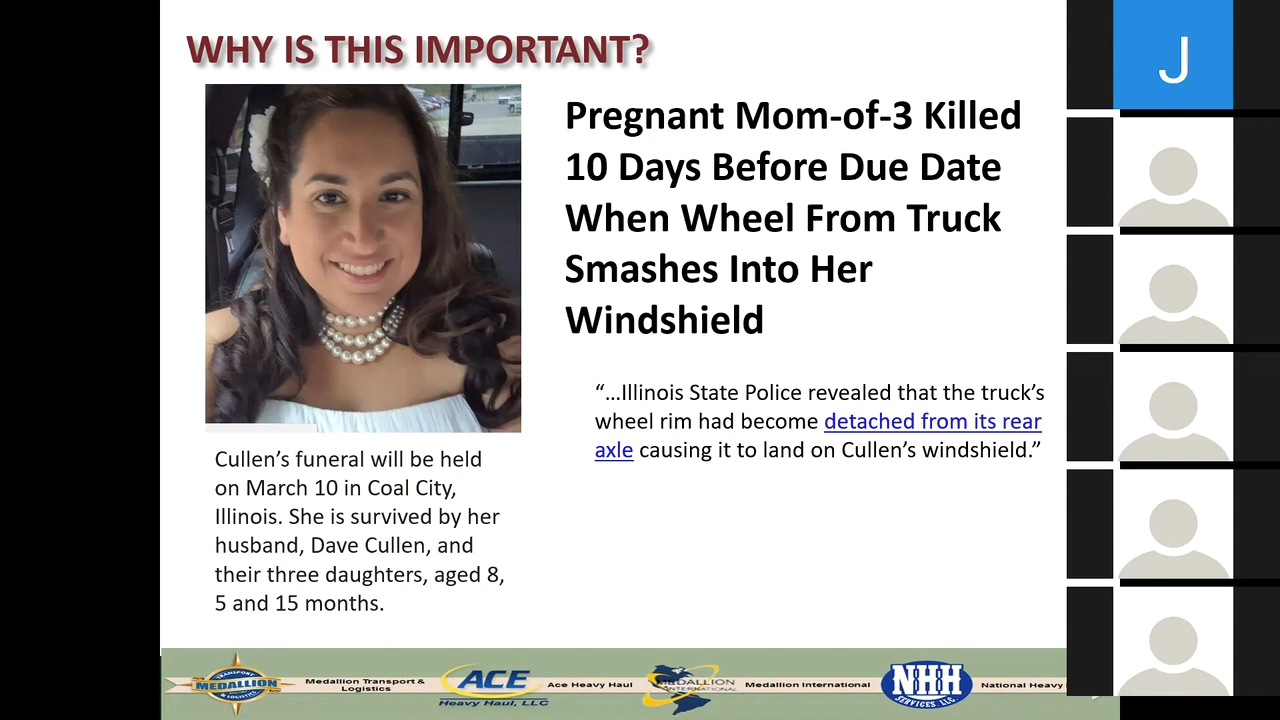 WHY IS THIS IMPORTANT?
Pregnant Mom-of-3 Killed
10 Days Before Due Date
When Wheel From Truck
Smashes Into Her
Windshield
“…Illinois State Police revealed that the truck’s
wheel rim had become detached from its rear
axle causing it to land on Cullen’s windshield.”
Cullen’s funeral will be held
on March 10 in Coal City,
Illinois. She is survived by her
husband, Dave Cullen, and
their three daughters, aged 8,
5 and 15 months.
J
TRANSPORT
MEDALLION
& LOGISTICS
Medallion Transport &
Logistics
ACE
Heavy Haul, LLC
Ace Heavy Haul
MEDALLION
INTERNATIONAL
Medallion International
NHH
SERVICES, LLC
National Heavy